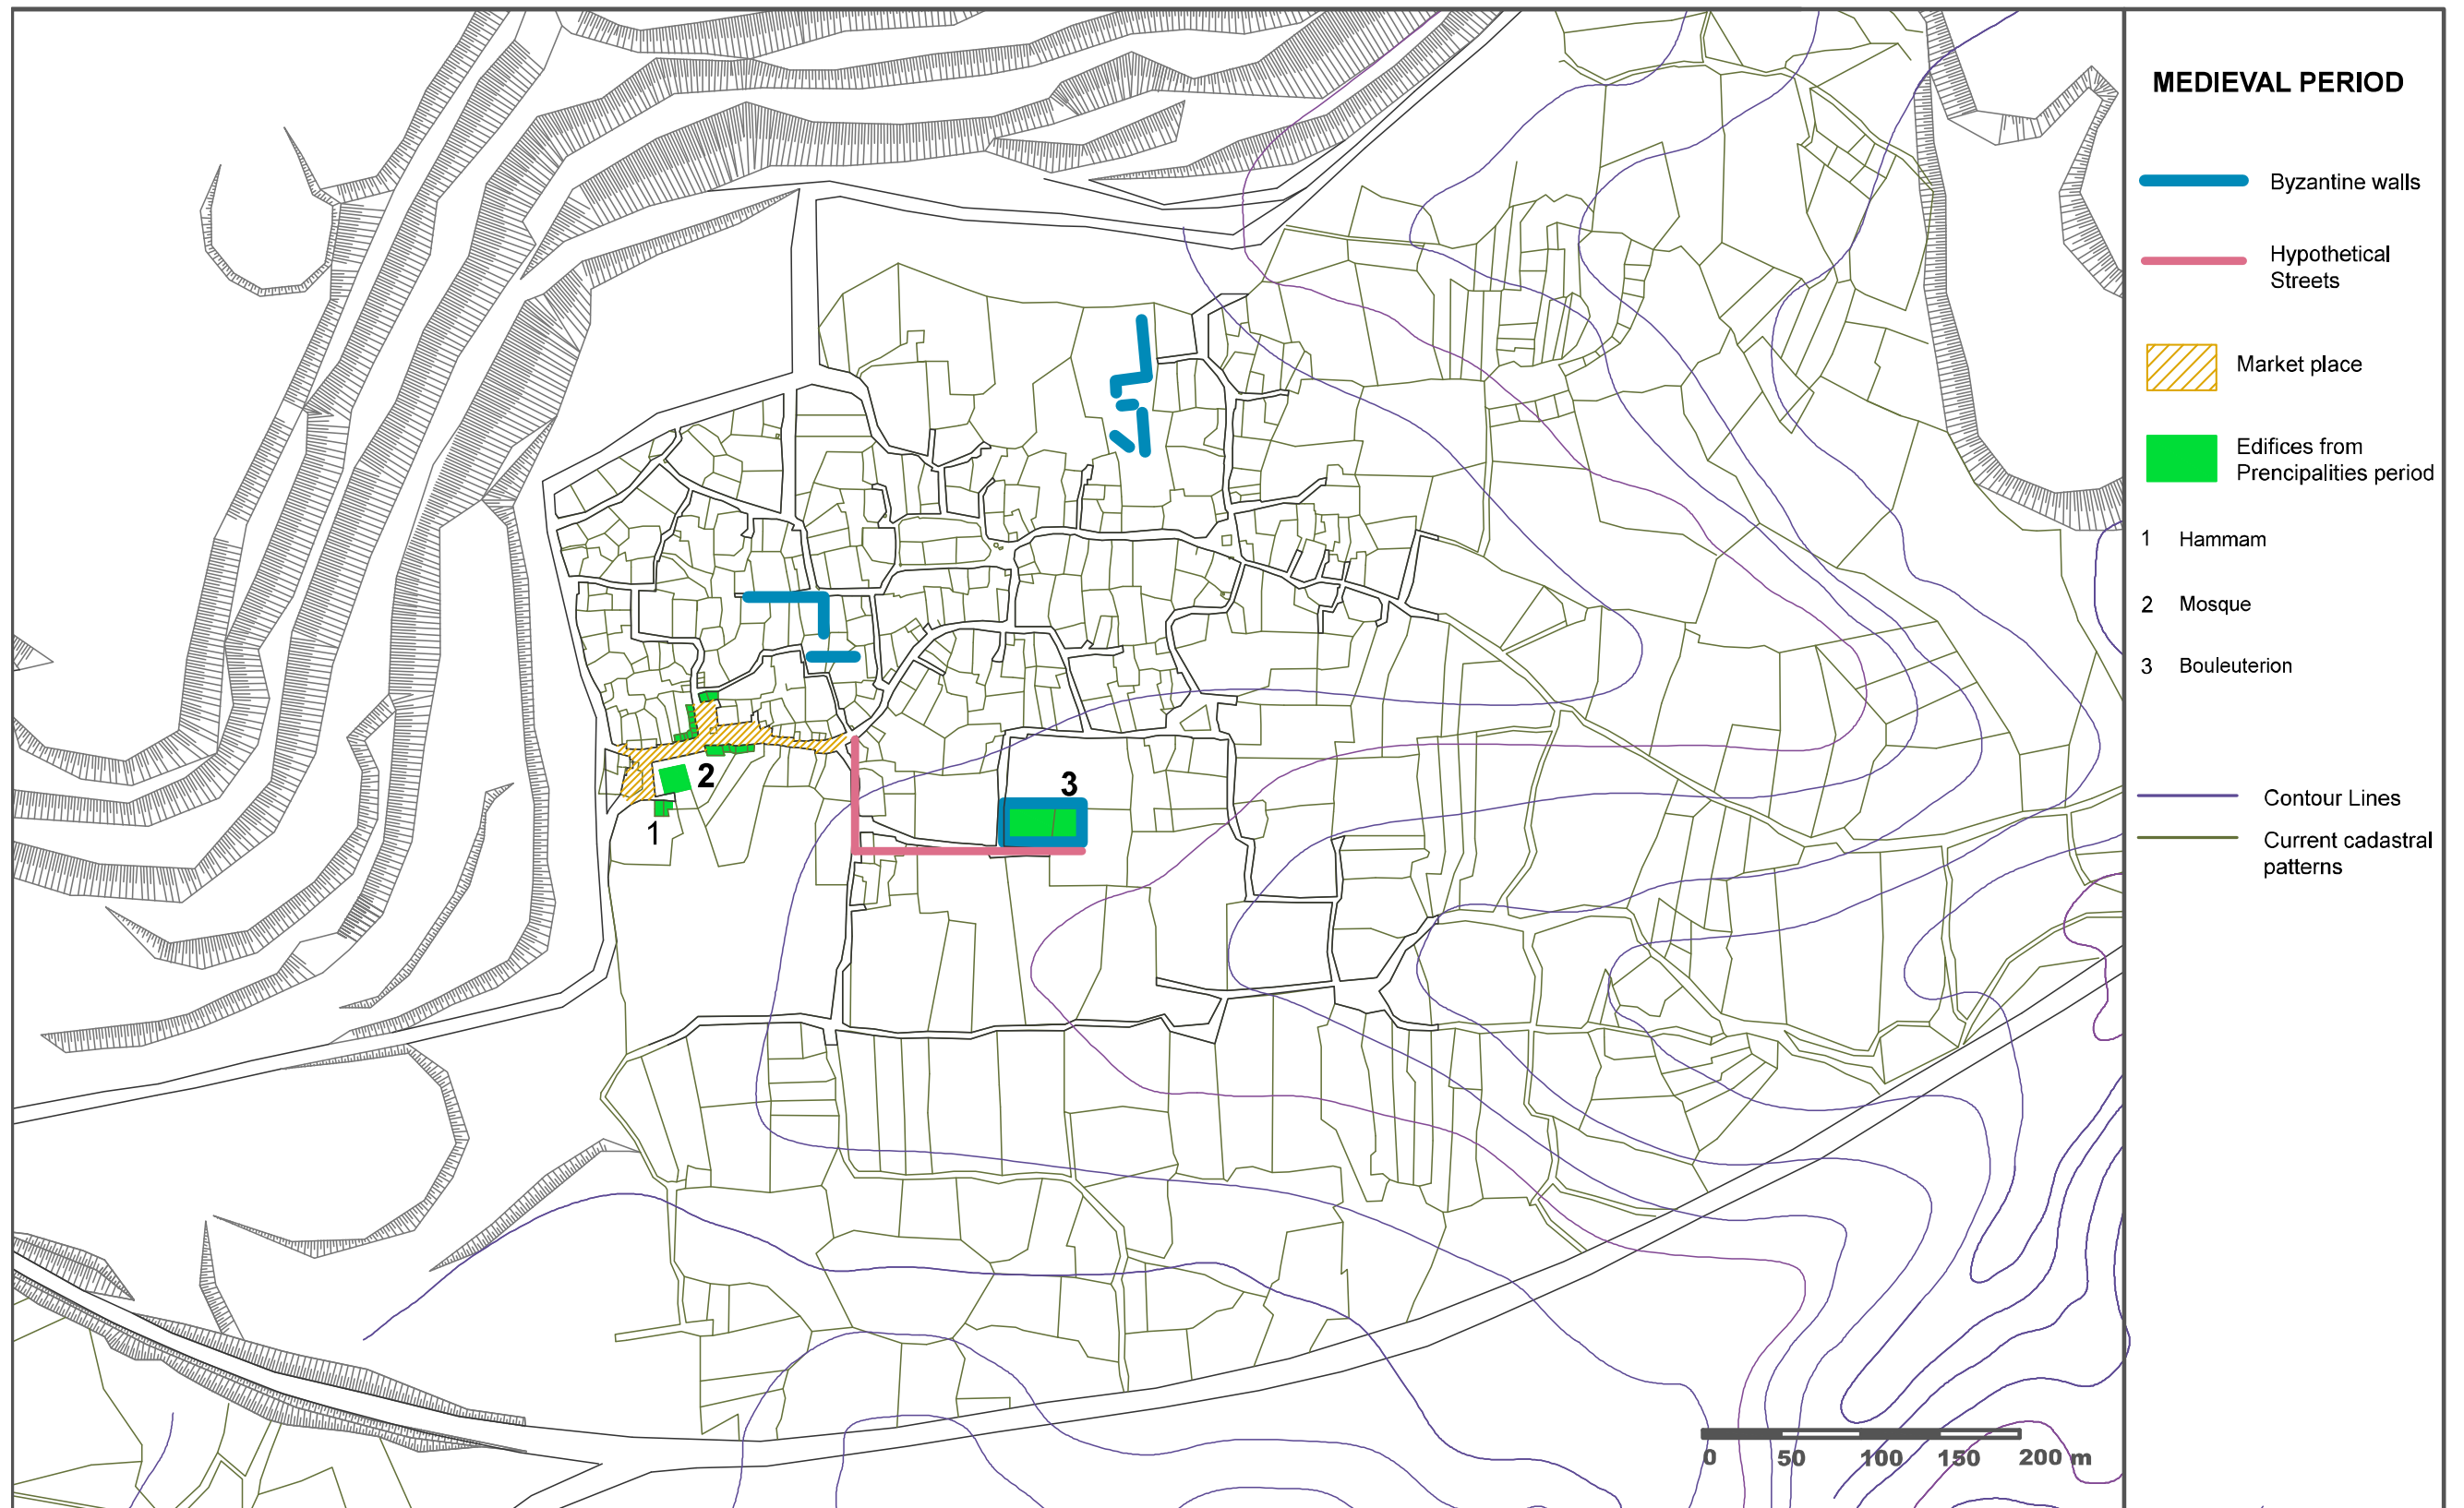 MEDIEVAL PERIOD
Byzantine walls
Hypothetical
Streets
Market place
Edifices from
Prencipalities period
1 Hammam
2 Mosque
3 Bouleuterion
Contour Lines
Current cadastral
patterns
2
3
1
0 50 100 150 200 m